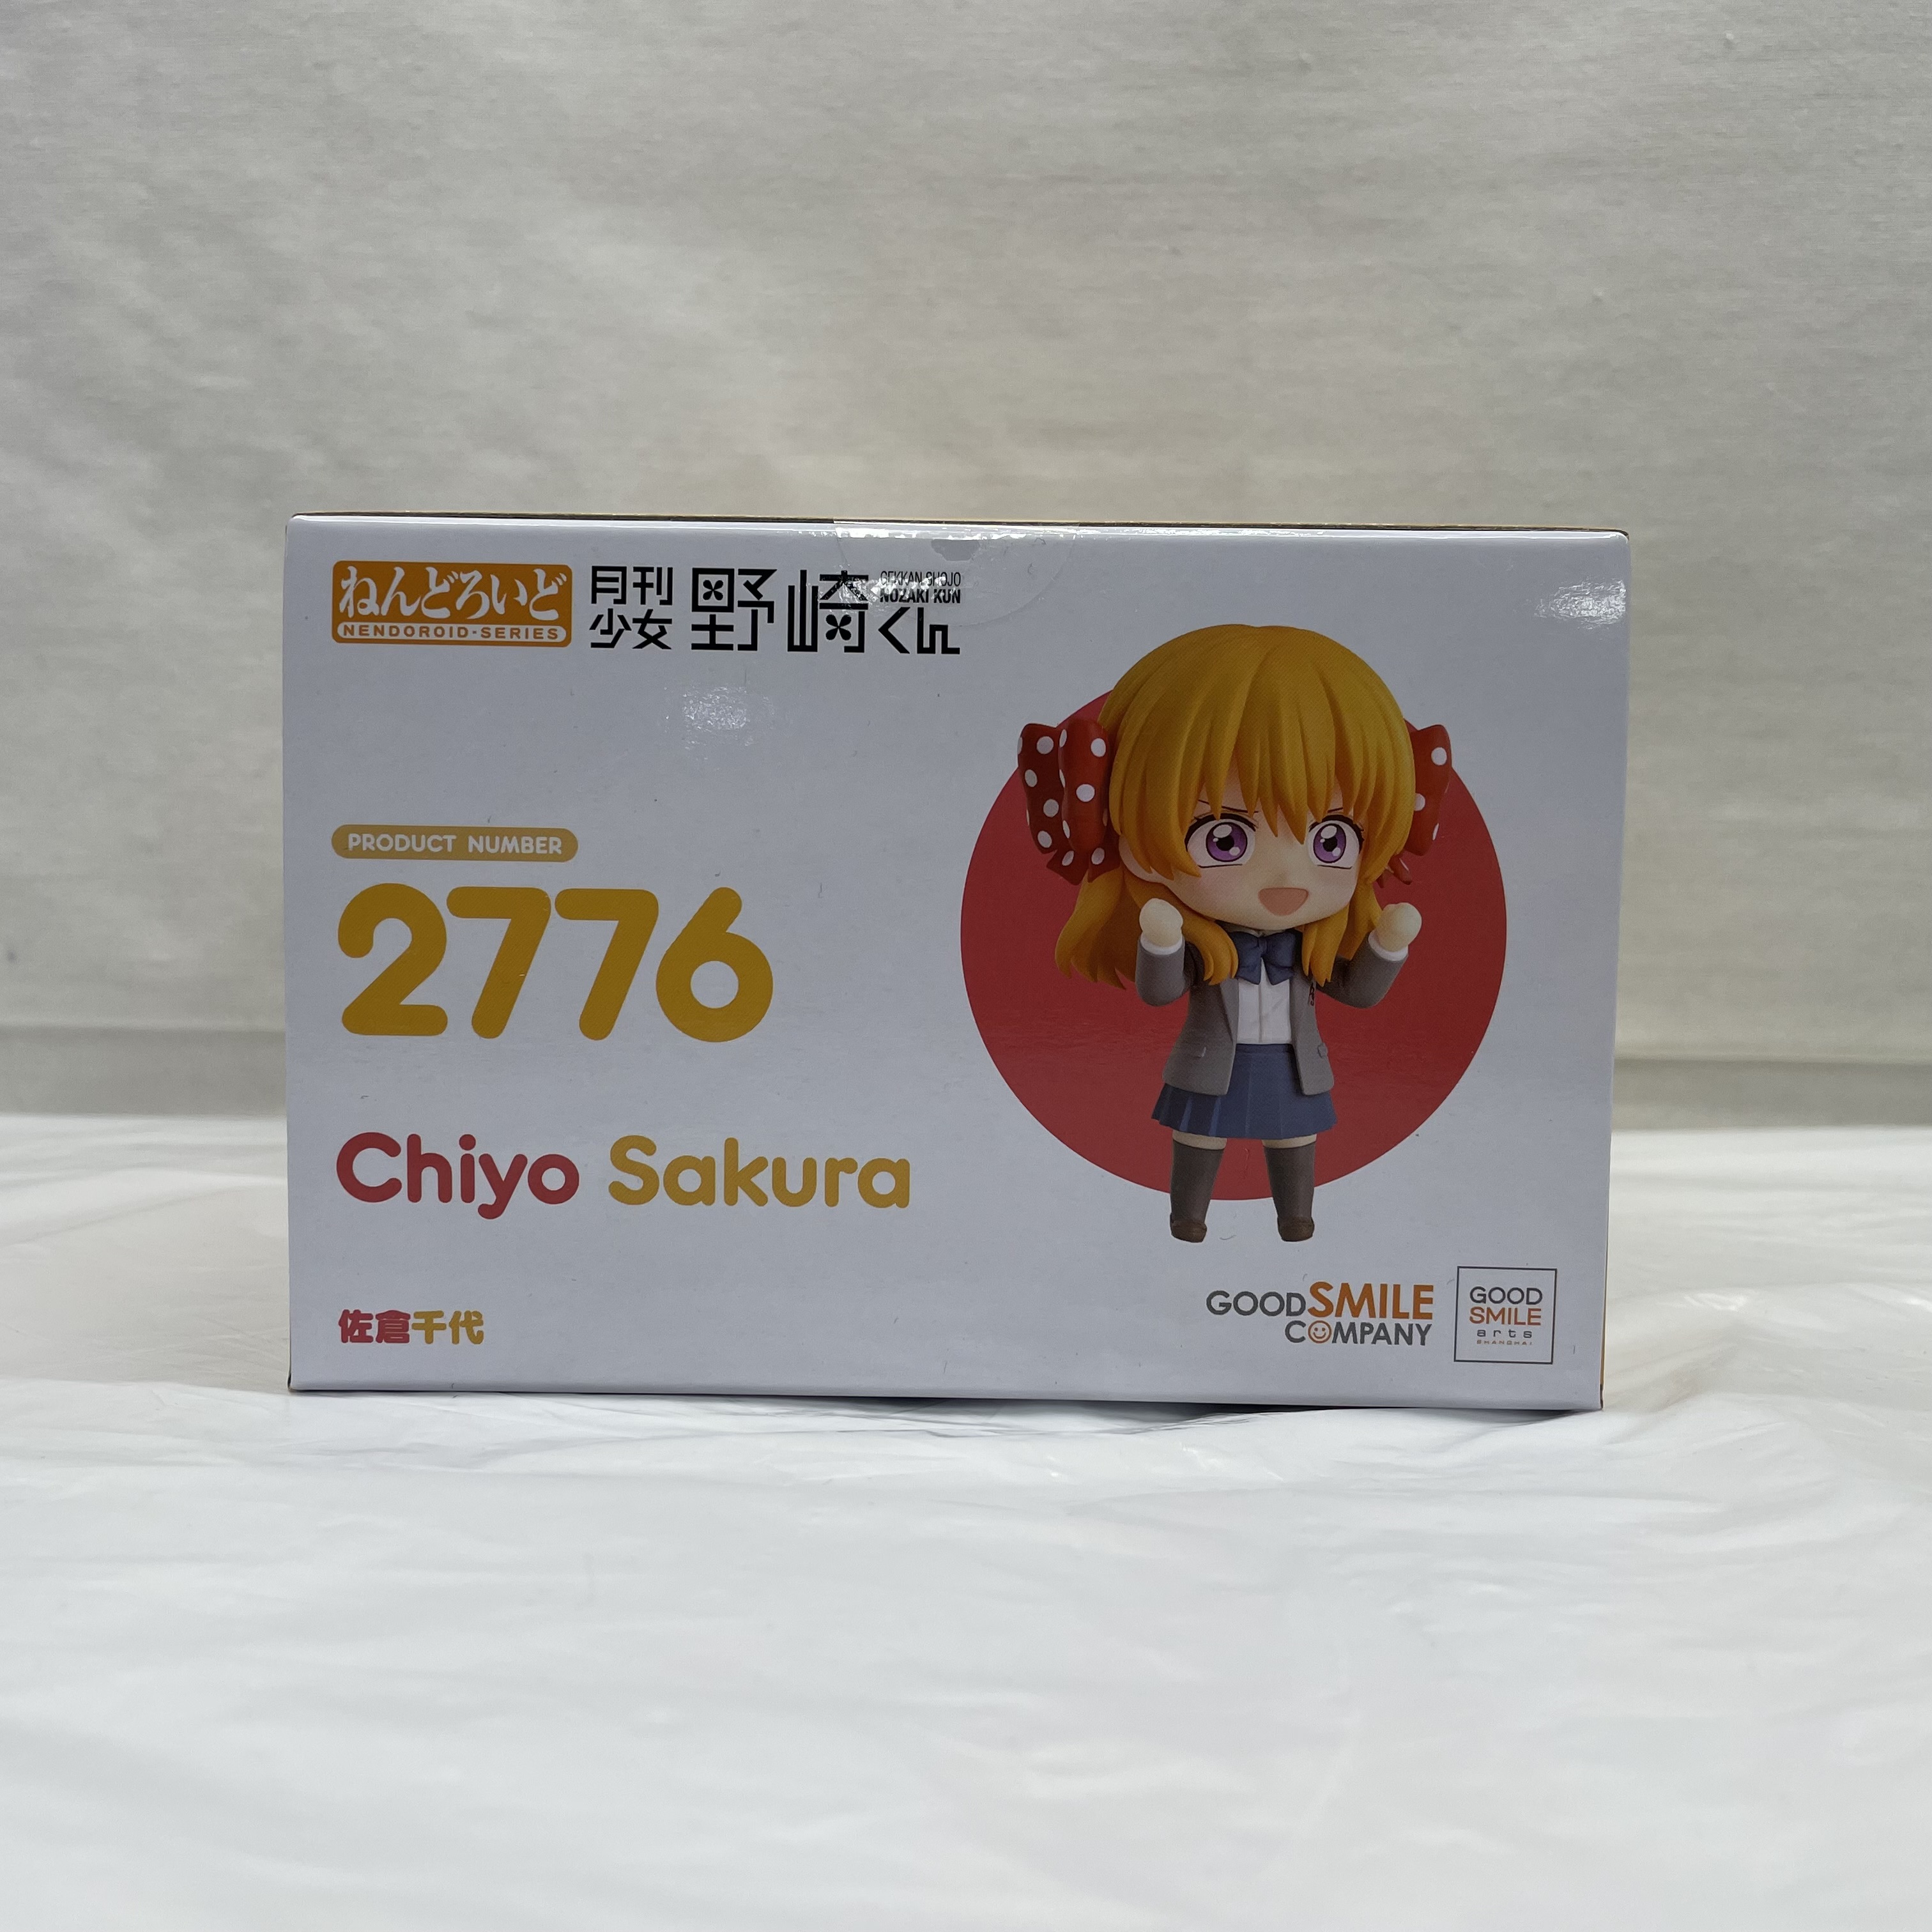 ねんどろいど
NENDOROID-SERIES
月刊少女野崎くん
GEKKAN SHOJO
NOZAKI KUN
PRODUCT NUMBER
2776
Chiyo Sakura
佐倉千代
GOODSMILE
COMPANY
GOOD
SMILE
arts
SHANGHAI